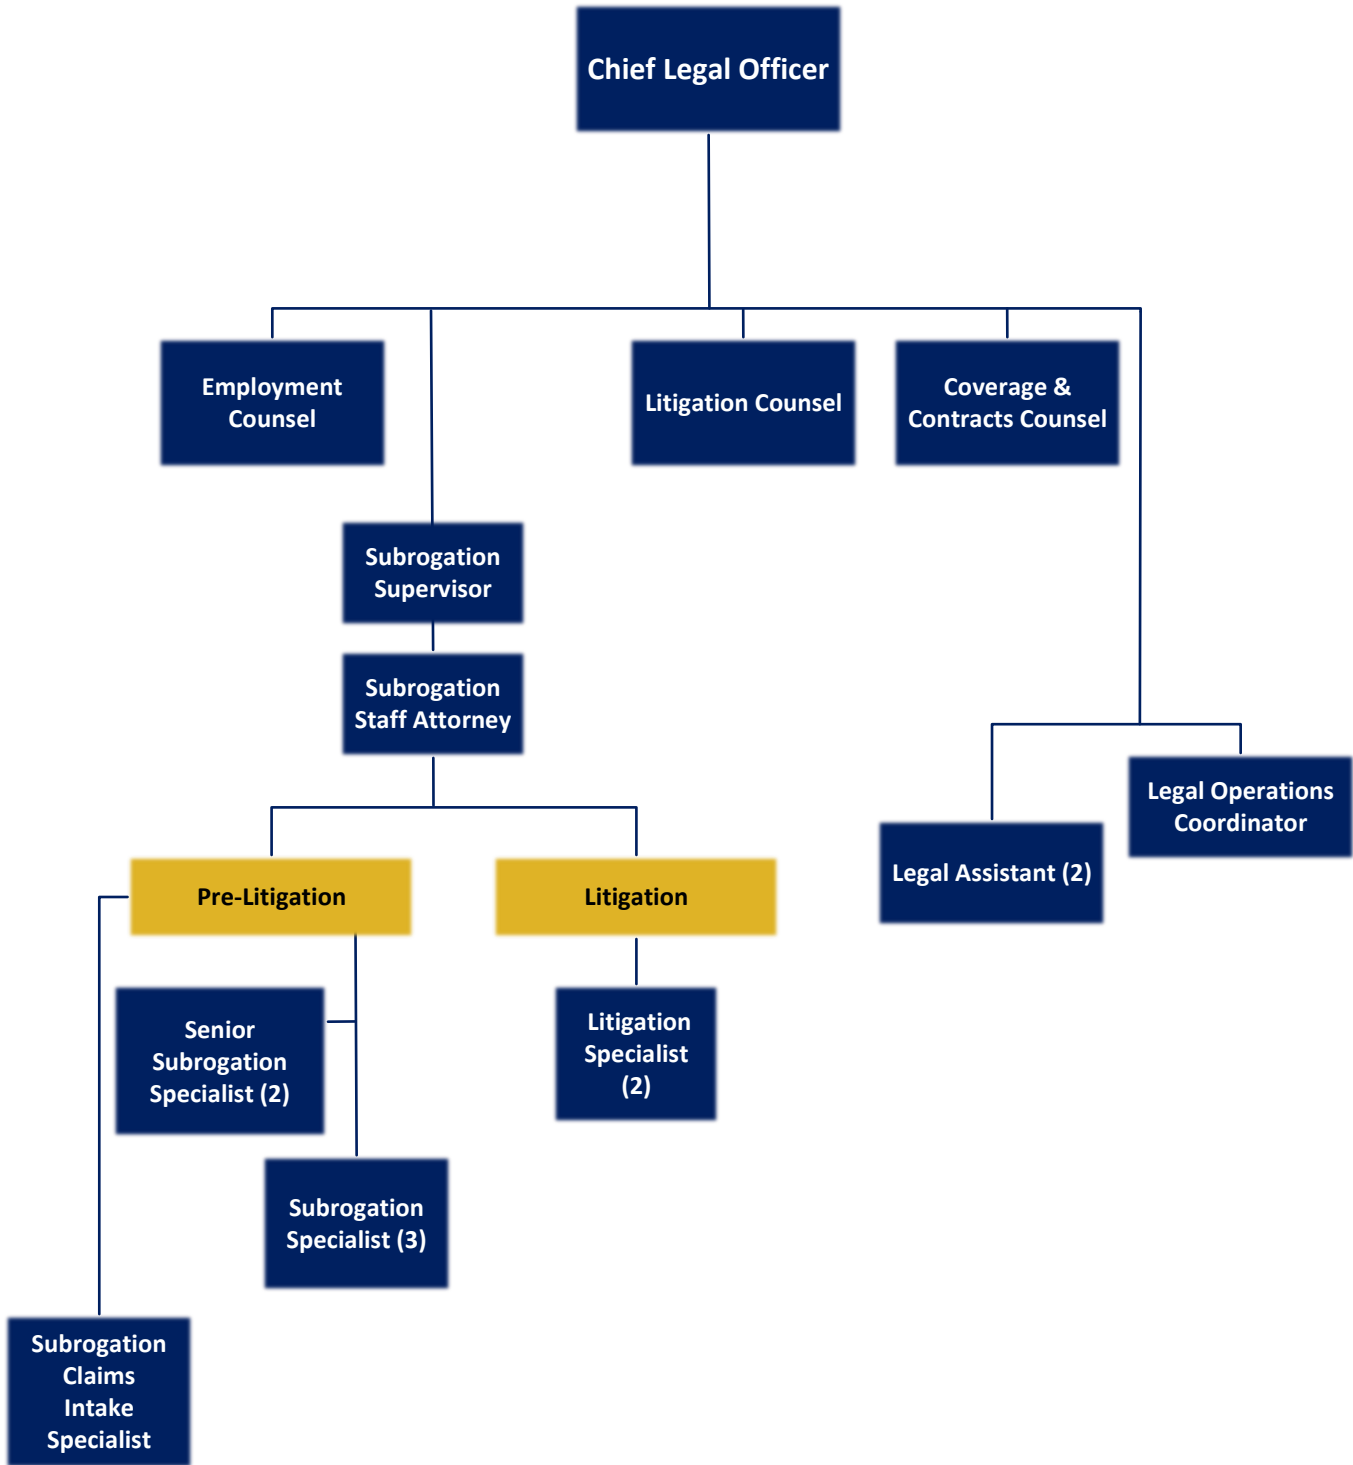 Chief Legal Officer
Employment
Counsel
Litigation Counsel
Coverage &
Contracts Counsel
Subrogation
Supervisor
Subrogation
Staff Attorney
Legal Operations
Coordinator
Legal Assistant (2)
Pre-Litigation
Litigation
Senior
Subrogation
Specialist (2)
Litigation
Specialist
(2)
Subrogation
Specialist (3)
Subrogation
Claims
Intake
Specialist